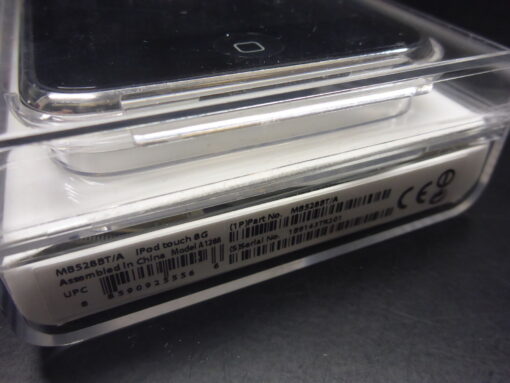 MB528BT/A iPod touch 8G
Assembled in China Model A1288
UPC
(1P)Part No. MB528BT/A
(S)Serial No.
CE